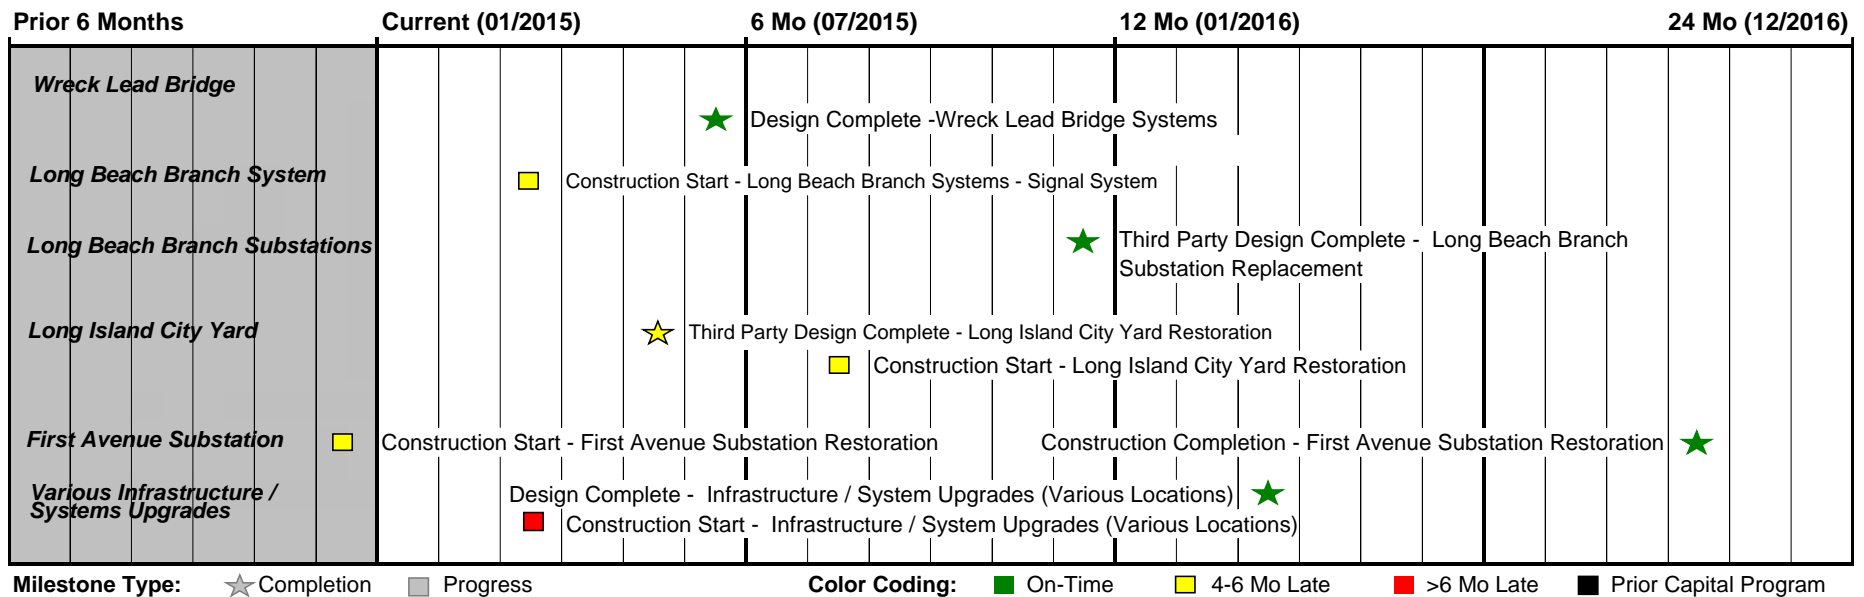 Prior 6 Months Current (01/2015) 6 Mo (07/2015) 12 Mo (01/2016) 24 Mo (12/2016)
Wreck Lead Bridge
Design Complete -Wreck Lead Bridge Systems
Long Beach Branch System
Construction Start - Long Beach Branch Systems - Signal System
Long Beach Branch Substations
Third Party Design Complete - Long Beach Branch
Substation Replacement
Long Island City Yard
Third Party Design Complete - Long Island City Yard Restoration
Construction Start - Long Island City Yard Restoration
First Avenue Substation
Construction Start - First Avenue Substation Restoration
Construction Completion - First Avenue Substation Restoration
Various Infrastructure /
Systems Upgrades
Design Complete - Infrastructure / System Upgrades (Various Locations)
Construction Start - Infrastructure / System Upgrades (Various Locations)
Milestone Type: Completion Progress Color Coding: On-Time 4-6 Mo Late >6 Mo Late Prior Capital Program